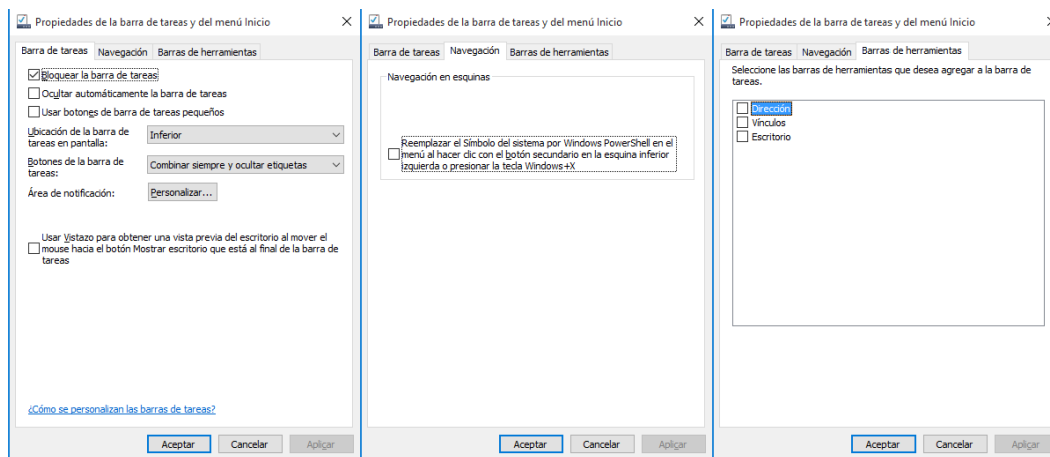 Propiedades de la barra de tareas y del menú Inicio
Barra de tareas Navegación Barras de herramientas
Bloquear la barra de tareas
Ocultar automáticamente la barra de tareas
Usar botones de barra de tareas pequeños
Ubicación de la barra de
tareas en pantalla:
Inferior
Botones de la barra de
tareas:
Combinar siempre y ocultar etiquetas
Área de notificación:
Personalizar...
Usar Vistazo para obtener una vista previa del escritorio al mover el
mouse hacia el botón Mostrar escritorio que está al final de la barra de
tareas
¿Cómo se personalizan las barras de tareas?
Aceptar Cancelar Aplicar
Propiedades de la barra de tareas y del menú Inicio
Barra de tareas Navegación Barras de herramientas
Navegación en esquinas
Reemplazar el Símbolo del sistema por Windows PowerShell en el
menú al hacer clic con el botón secundario en la esquina inferior
izquierda o presionar la tecla Windows+X
Aceptar Cancelar Aplicar
Propiedades de la barra de tareas y del menú Inicio
Barra de tareas Navegación Barras de herramientas
Seleccione las barras de herramientas que desea agregar a la barra de
tareas.
Dirección
Vínculos
Escritorio
Aceptar Cancelar Aplicar